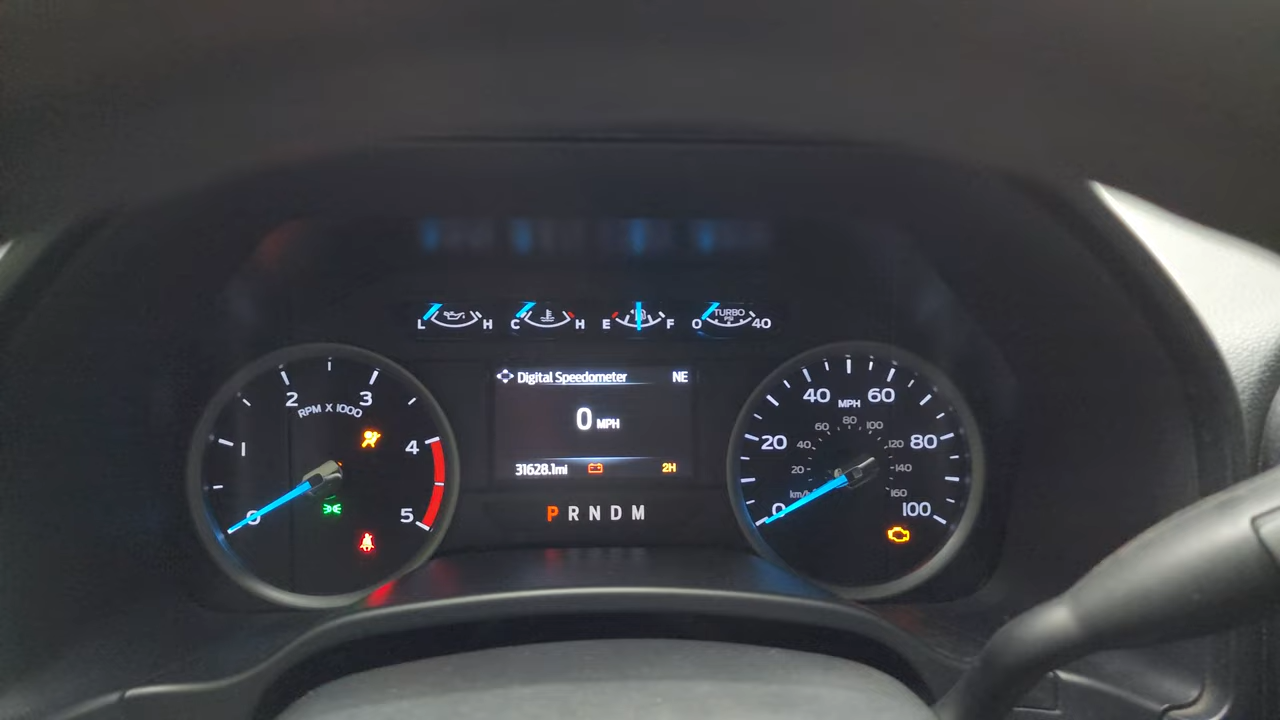 L H C H E F 0 TURBO PSI 40
Digital Speedometer NE
0 MPH
31628.1mi 2H
P R N D M
0 1 2 3 4 5
RPM X 1000
0 20 40 60 80 100
MPH
20 40 60 80 100 120 140 160
km/h